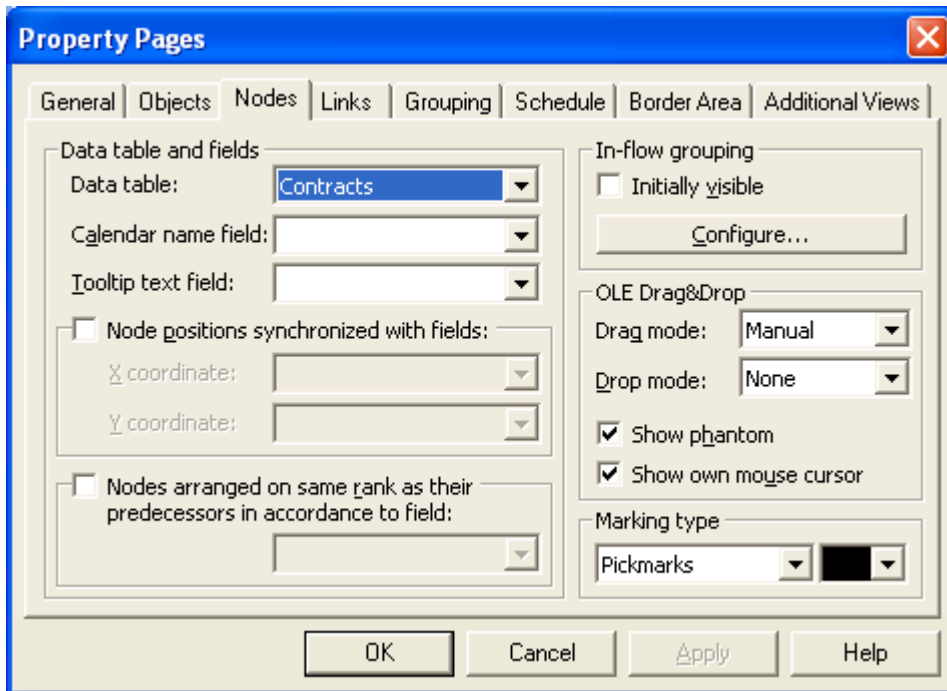 Property Pages
General Objects Nodes Links Grouping Schedule Border Area Additional Views
Data table and fields
Data table: Contracts
Calendar name field:
Tooltip text field:
Node positions synchronized with fields:
X coordinate:
Y coordinate:
Nodes arranged on same rank as their
predecessors in accordance to field:
In-flow grouping
Initially visible
Configure...
OLE Drag&Drop
Drag mode: Manual
Drop mode: None
Show phantom
Show own mouse cursor
Marking type
Pickmarks
OK Cancel Apply Help